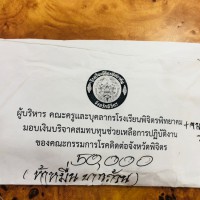 ผู้บริหาร คณะครูและบุคลากรโรงเรียนพิจิตรพิทยาคม
มอบเงินบริจาคสมทบทุนช่วยเหลือการปฏิบัติงาน
ของคณะกรรมการโรคติดต่อจังหวัดพิจิตร
50,000
(ห้าหมื่นบาทถ้วน)